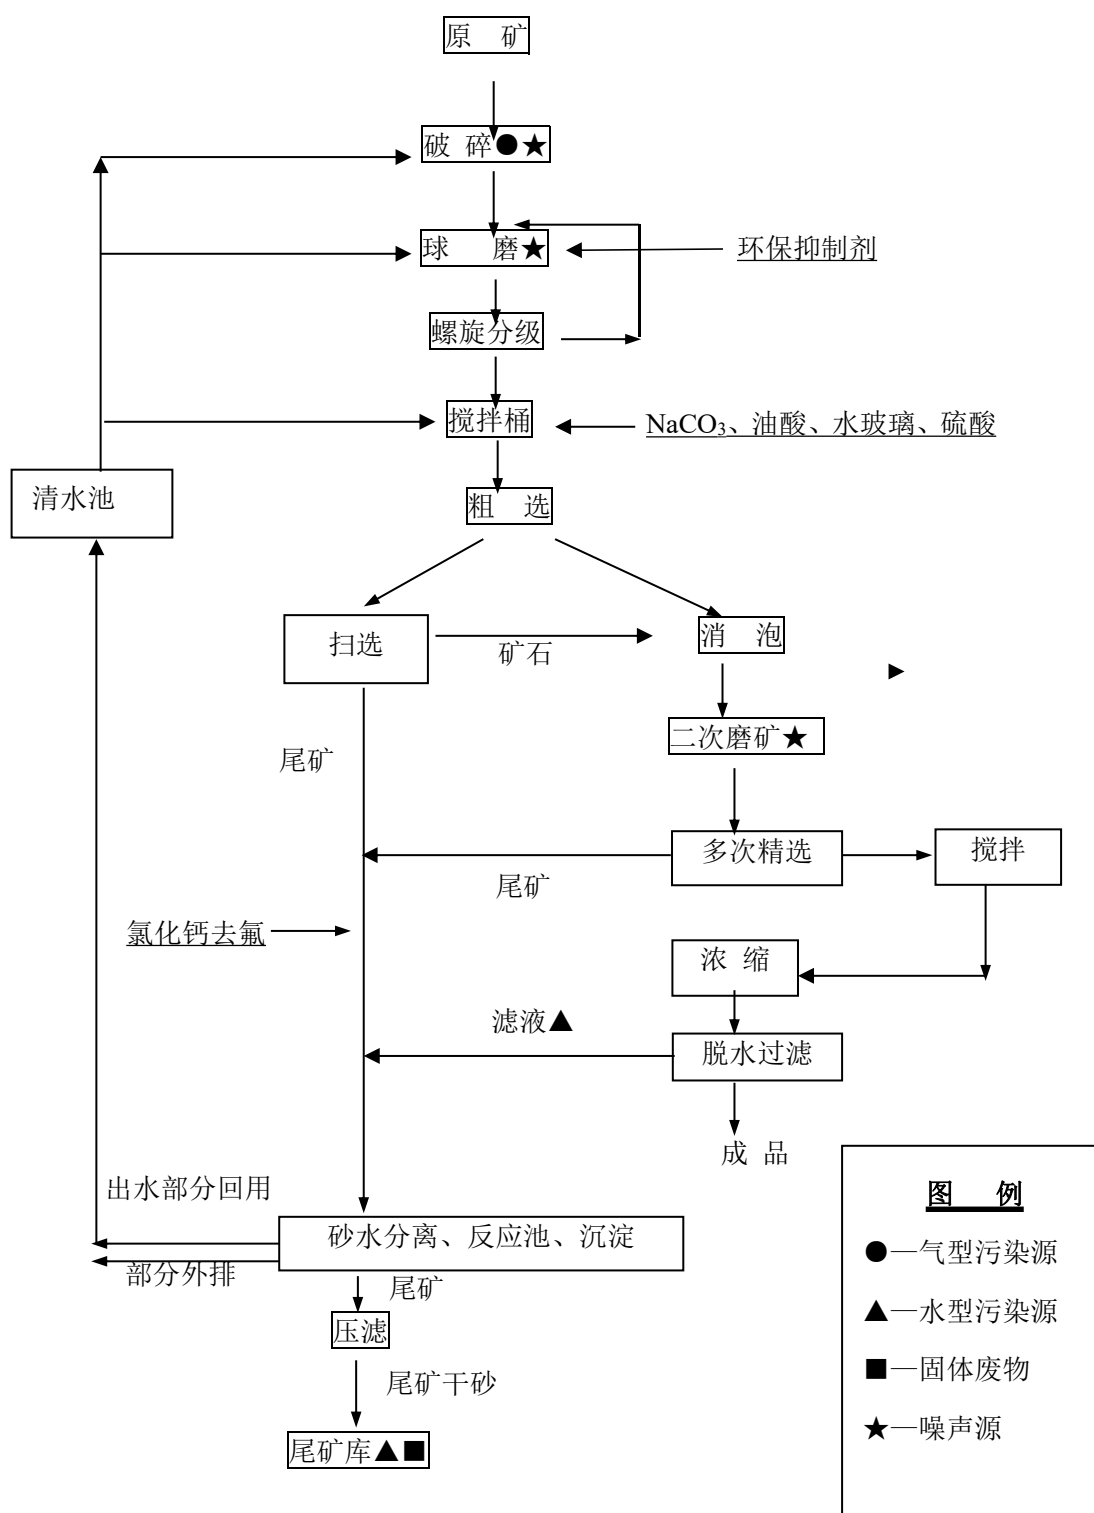 原 矿
破 碎●★
球 磨★
环保抑制剂
螺旋分级
搅拌桶
NaCO₃、油酸、水玻璃、硫酸
清水池
粗 选
扫选
矿石
消 泡
二次磨矿★
尾矿
多次精选
搅拌
尾矿
氯化钙去氟
浓 缩
滤液▲
脱水过滤
成 品
出水部分回用
砂水分离、反应池、沉淀
部分外排
尾矿
压滤
尾矿干砂
尾矿库▲■
图 例
●—气型污染源
▲—水型污染源
■—固体废物
★—噪声源